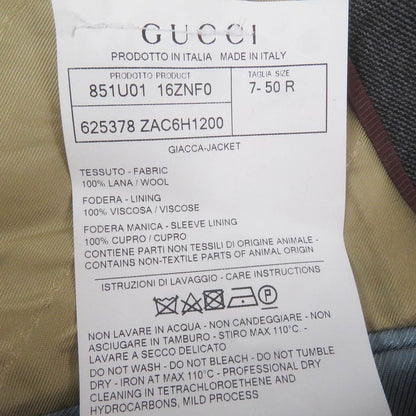 GUCCI
PRODOTTO IN ITALIA MADE IN ITALY
PRODOTTO PRODUCT
TAGLIA SIZE
851U01 16ZNF0
7- 50 R
625378 ZAC6H1200
GIACCA-JACKET
TESSUTO - FABRIC
100% LANA / WOOL
FODERA - LINING
100% VISCOSA / VISCOSE
FODERA MANICA - SLEEVE LINING
100% CUPRO / CUPRO
CONTIENE PARTI NON TESSILI DI ORIGINE ANIMALE -
CONTAINS NON-TEXTILE PARTS OF ANIMAL ORIGIN
ISTRUZIONI DI LAVAGGIO - CARE INSTRUCTIONS
P
NON LAVARE IN ACQUA - NON CANDEGGIARE - NON
ASCIUGARE IN TAMBURO - STIRO MAX 110°C. -
LAVARE A SECCO DELICATO
DO NOT WASH - DO NOT BLEACH - DO NOT TUMBLE
DRY - IRON AT MAX 110°C - PROFESSIONAL DRY
CLEANING IN TETRACHLOROETHENE AND
HYDROCARBONS, MILD PROCESS